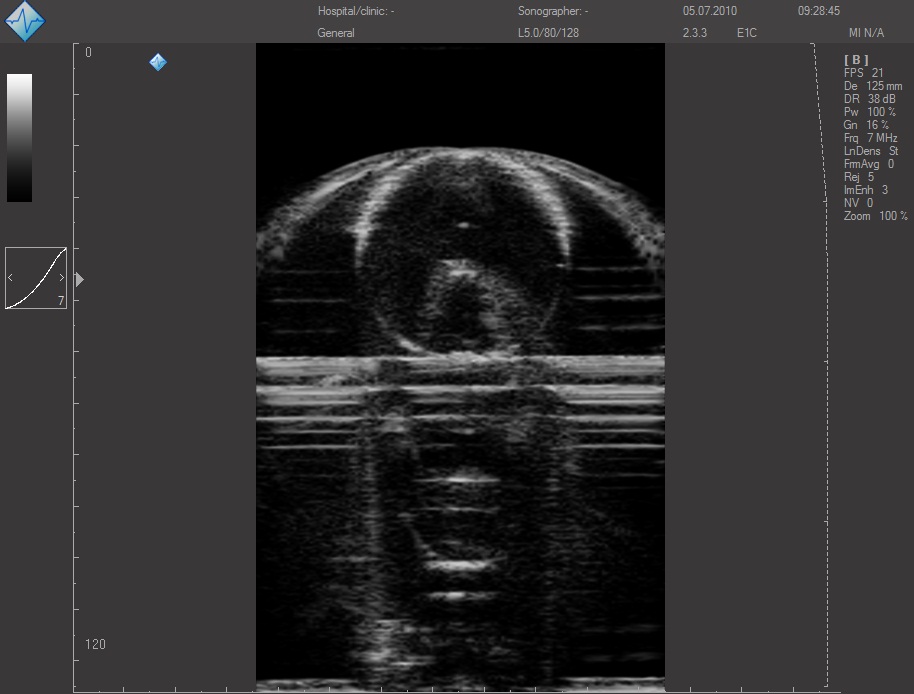 Hospital/clinic: - Sonographer: - 05.07.2010 09:28:45
General L5.0/80/128 2.3.3 E1C MI N/A
0
[ B ]
FPS 21
De 125 mm
DR 38 dB
Pw 100 %
Gn 16 %
Frq 7 MHz
LnDens St
FrmAvg 0
Rej 5
ImEnh 3
NV 0
Zoom 100 %
7
120